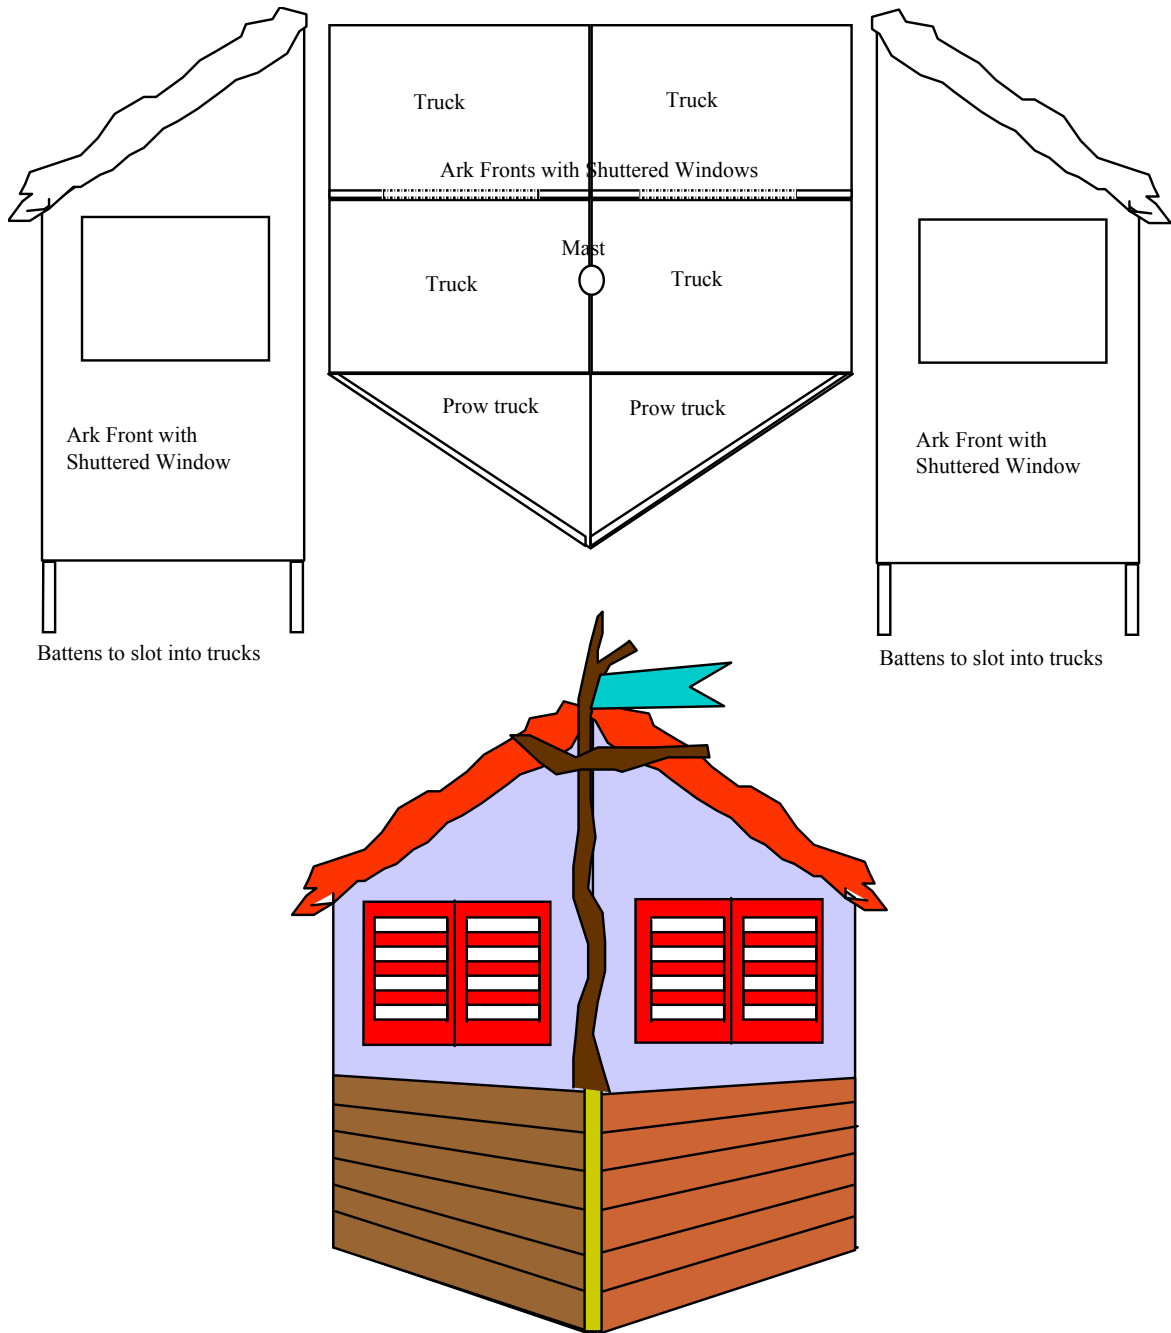 Truck
Truck
Ark Fronts with Shuttered Windows
Mast
Truck
Truck
Prow truck
Prow truck
Ark Front with
Shuttered Window
Ark Front with
Shuttered Window
Battens to slot into trucks
Battens to slot into trucks